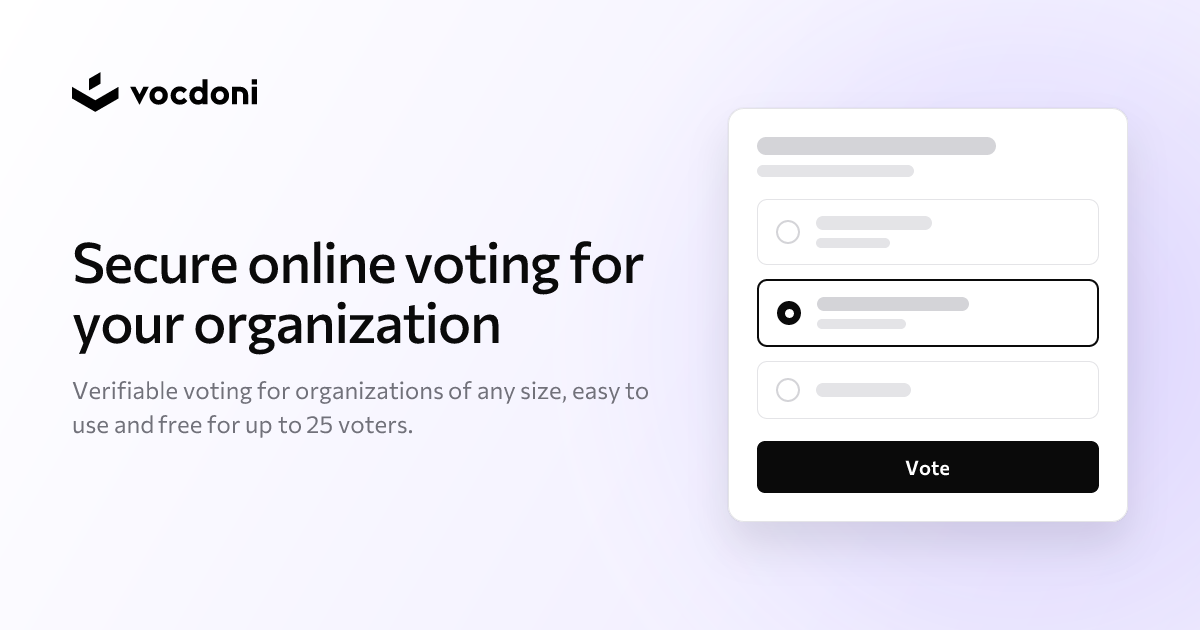 vocdoni
Secure online voting for
your organization
Verifiable voting for organizations of any size, easy to
use and free for up to 25 voters.
Vote